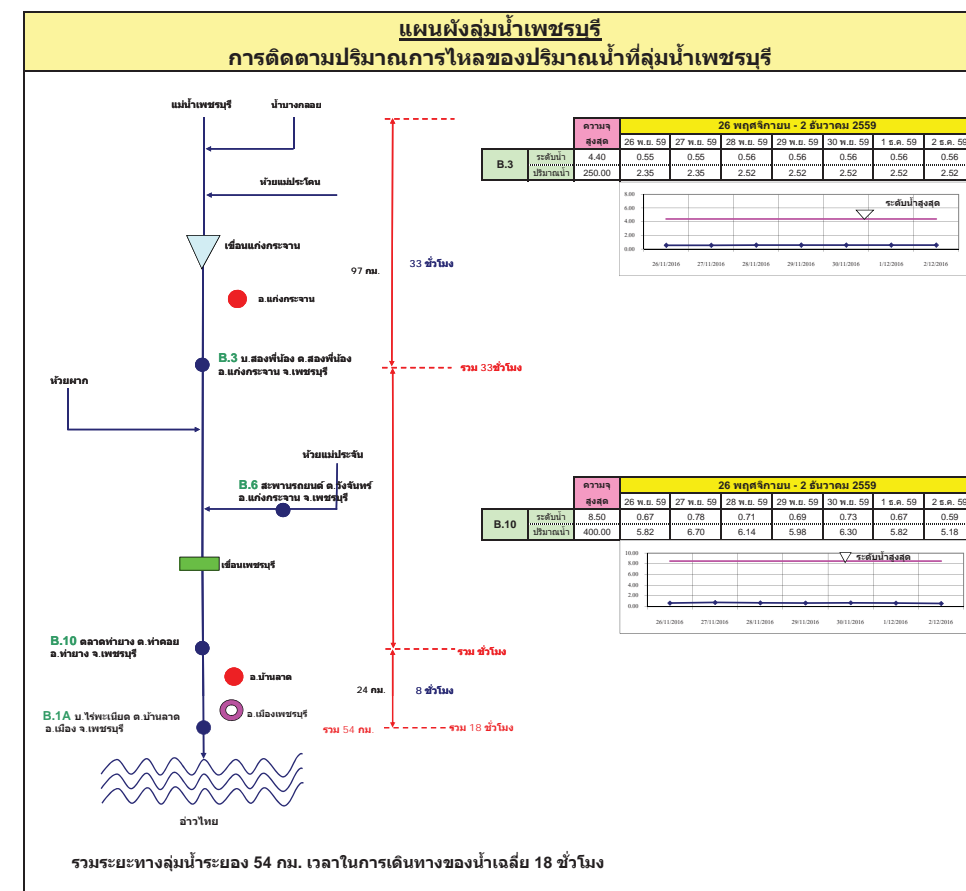 แผนผังลุ่มน้ำเพชรบุรี
การติดตามปริมาณการไหลของปริมาณน้ำที่ลุ่มน้ำเพชรบุรี
แม่น้ำเพชรบุรี
น้ำบางกลอย
ห้วยแม่ประโดน
เขื่อนแก่งกระจาน
97 กม.
33 ชั่วโมง
อ.แก่งกระจาน
B.3 บ.สองพี่น้อง ต.สองพี่น้อง
อ.แก่งกระจาน จ.เพชรบุรี
รวม 33ชั่วโมง
ห้วยผาก
ห้วยแม่ประจัน
B.6 สะพานรถยนต์ ต.วังจันทร์
อ.แก่งกระจาน จ.เพชรบุรี
เขื่อนเพชรบุรี
B.10 ตลาดท่ายาง ต.ท่าคอย
อ.ท่ายาง จ.เพชรบุรี
รวม ชั่วโมง
อ.บ้านลาด
24 กม.
8 ชั่วโมง
อ.เมืองเพชรบุรี
B.1A บ.ไร่พะเนียด ต.บ้านลาด
อ.เมือง จ.เพชรบุรี
รวม 54 กม.
รวม 18 ชั่วโมง
อ่าวไทย
ความจุ 26 พฤศจิกายน - 2 ธันวาคม 2559
สูงสุด 26 พ.ย. 59 27 พ.ย. 59 28 พ.ย. 59 29 พ.ย. 59 30 พ.ย. 59 1 ธ.ค. 59 2 ธ.ค. 59
B.3
ระดับน้ำ 4.40 0.55 0.55 0.56 0.56 0.56 0.56 0.56
ปริมาณน้ำ 250.00 2.35 2.35 2.52 2.52 2.52 2.52 2.52
ระดับน้ำสูงสุด
8.00
6.00
4.00
2.00
0.00
26/11/2016 27/11/2016 28/11/2016 29/11/2016 30/11/2016 1/12/2016 2/12/2016
ความจุ 26 พฤศจิกายน - 2 ธันวาคม 2559
สูงสุด 26 พ.ย. 59 27 พ.ย. 59 28 พ.ย. 59 29 พ.ย. 59 30 พ.ย. 59 1 ธ.ค. 59 2 ธ.ค. 59
B.10
ระดับน้ำ 8.50 0.67 0.78 0.71 0.69 0.73 0.67 0.59
ปริมาณน้ำ 400.00 5.82 6.70 6.14 5.98 6.30 5.82 5.18
ระดับน้ำสูงสุด
10.00
8.00
6.00
4.00
2.00
0.00
26/11/2016 27/11/2016 28/11/2016 29/11/2016 30/11/2016 1/12/2016 2/12/2016
รวมระยะทางลุ่มน้ำระยอง 54 กม. เวลาในการเดินทางของน้ำเฉลี่ย 18 ชั่วโมง